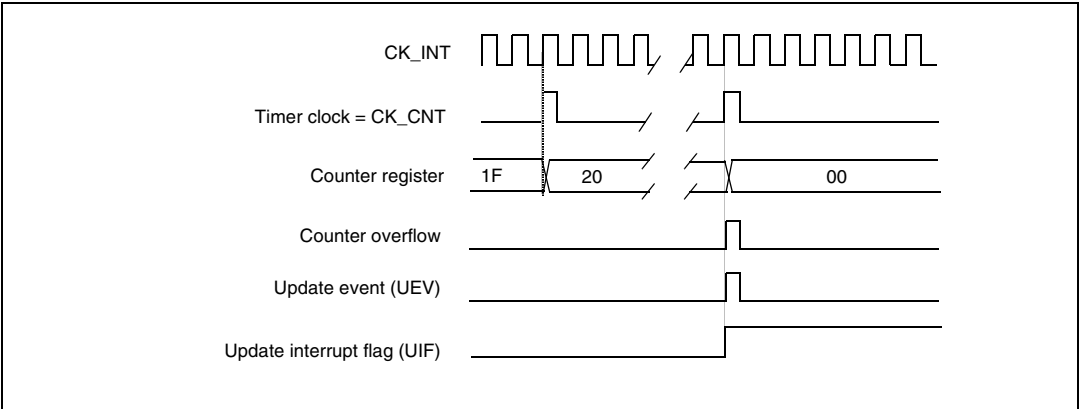 CK_INT
Timer clock = CK_CNT
Counter register 1F 20 00
Counter overflow
Update event (UEV)
Update interrupt flag (UIF)